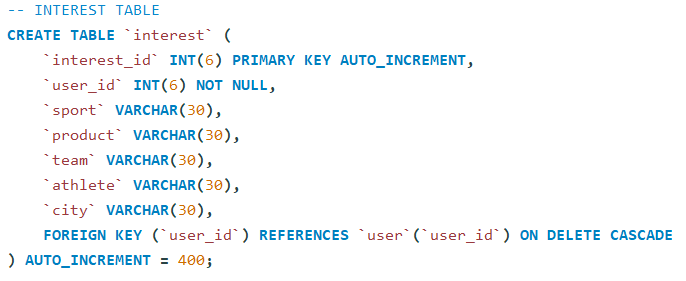 -- INTEREST TABLE
CREATE TABLE `interest` (
    `interest_id` INT(6) PRIMARY KEY AUTO_INCREMENT,
    `user_id` INT(6) NOT NULL,
    `sport` VARCHAR(30),
    `product` VARCHAR(30),
    `team` VARCHAR(30),
    `athlete` VARCHAR(30),
    `city` VARCHAR(30),
    FOREIGN KEY (`user_id`) REFERENCES `user`(`user_id`) ON DELETE CASCADE
) AUTO_INCREMENT = 400;